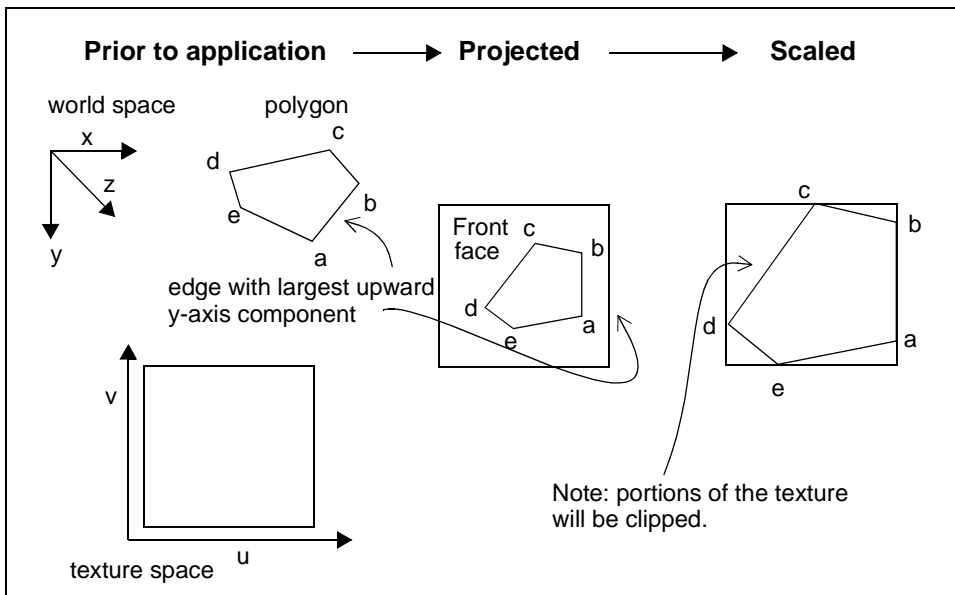 Prior to application
Projected
Scaled
world space
x
z
y
polygon
c
d
b
e
a
edge with largest upward
y-axis component
Front
face
c
b
d
a
e
c
b
d
a
e
v
u
texture space
Note: portions of the texture
will be clipped.